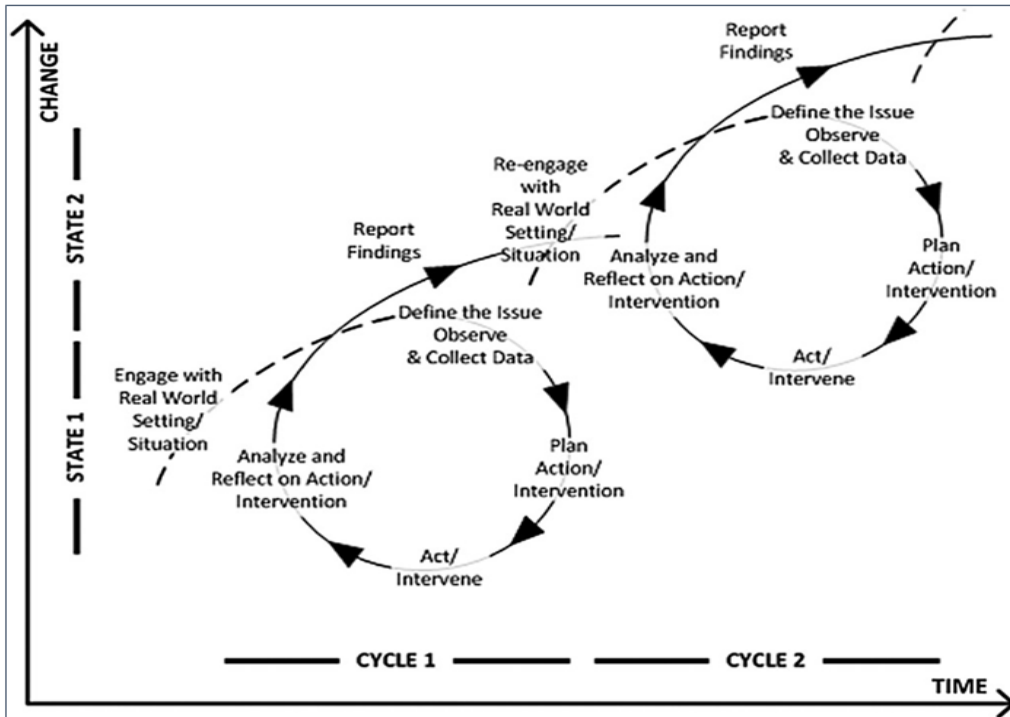 CHANGE
STATE 2
STATE 1
Report
Findings
Define the Issue
Observe
& Collect Data
Re-engage
with
Real World
Setting/
Situation
Analyze and
Reflect on Action/
Intervention
Plan
Action/
Intervention
Act/
Intervene
Report
Findings
Define the Issue
Observe
& Collect Data
Engage with
Real World
Setting/
Situation
Analyze and
Reflect on Action/
Intervention
Plan
Action/
Intervention
Act/
Intervene
CYCLE 1
CYCLE 2
TIME